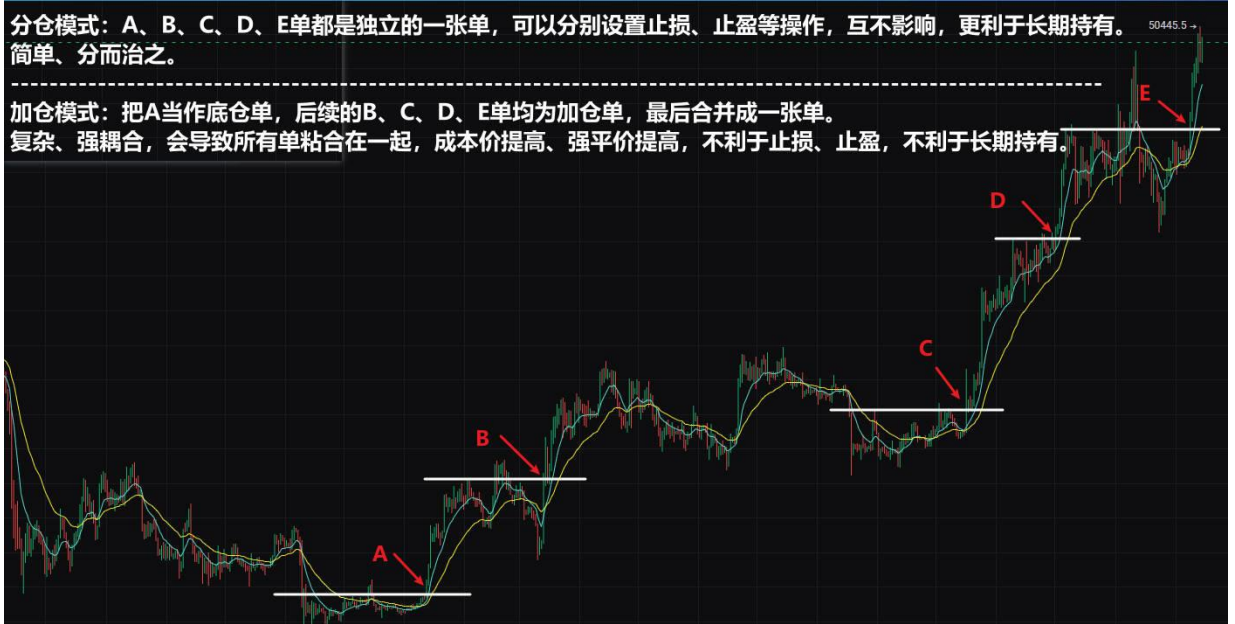 分仓模式：A、B、C、D、E单都是独立的一张单，可以分别设置止损、止盈等操作，互不影响，更利于长期持有。
50445.5
简单、分而治之。
加仓模式：把A当作底仓单，后续的B、C、D、E单均为加仓单，最后合并成一张单。
复杂、强耦合，会导致所有单粘合在一起，成本价提高、强平价提高，不利于止损、止盈，不利于长期持有。
E
D
C
B
A